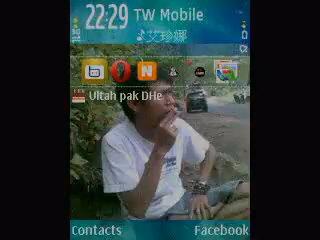 22:29 TW Mobile
♪艾珍娜
Ultah pak DHe
Contacts Facebook